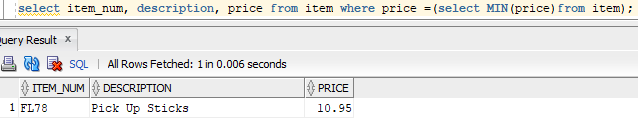 select item_num, description, price from item where price =(select MIN(price)from item);
Query Result x
SQL | All Rows Fetched: 1 in 0.006 seconds
ITEM_NUM DESCRIPTION PRICE
1 FL78 Pick Up Sticks 10.95